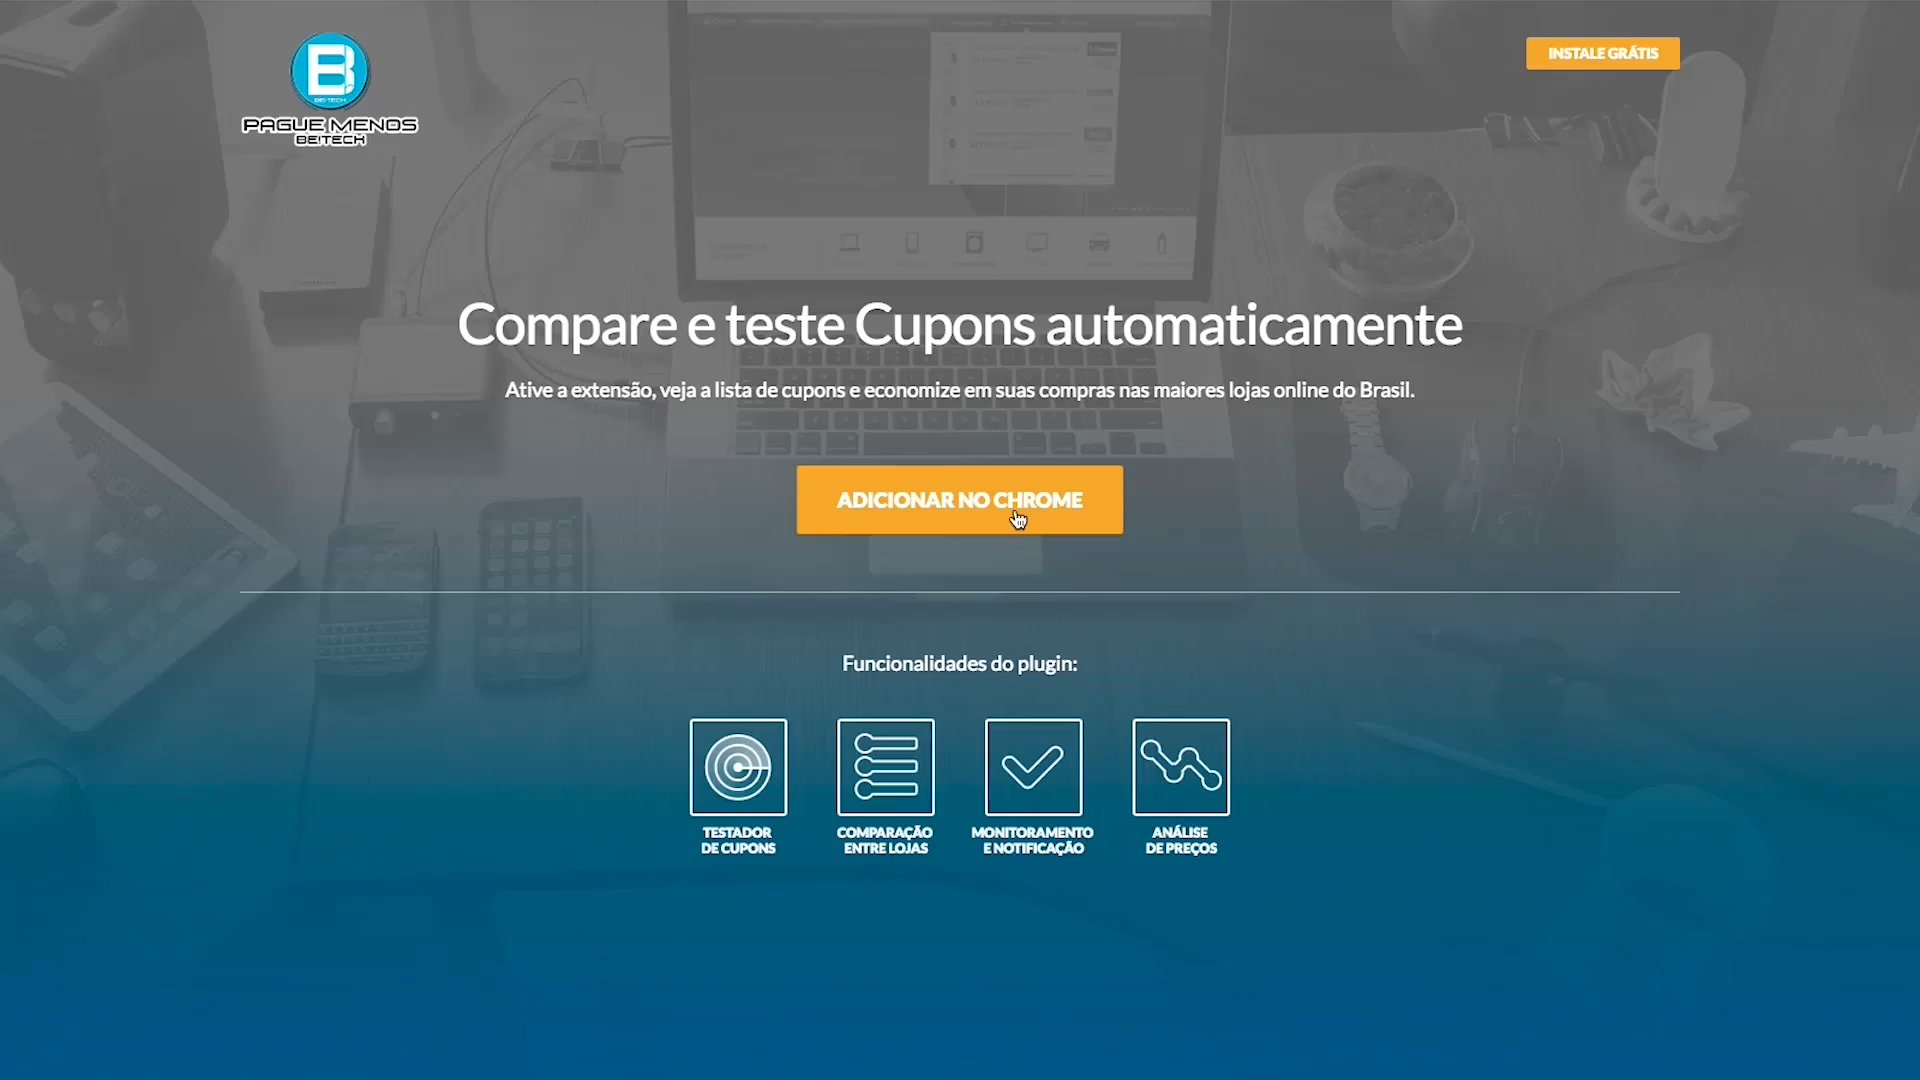 BEI TECH
PAGUE MENOS
BEITECH
INSTALE GRÁTIS
Compare e teste Cupons automaticamente
Ative a extensão, veja a lista de cupons e economize em suas compras nas maiores lojas online do Brasil.
ADICIONAR NO CHROME
Funcionalidades do plugin:
TESTADOR
DE CUPONS
COMPARAÇÃO
ENTRE LOJAS
MONITORAMENTO
E NOTIFICAÇÃO
ANÁLISE
DE PREÇOS